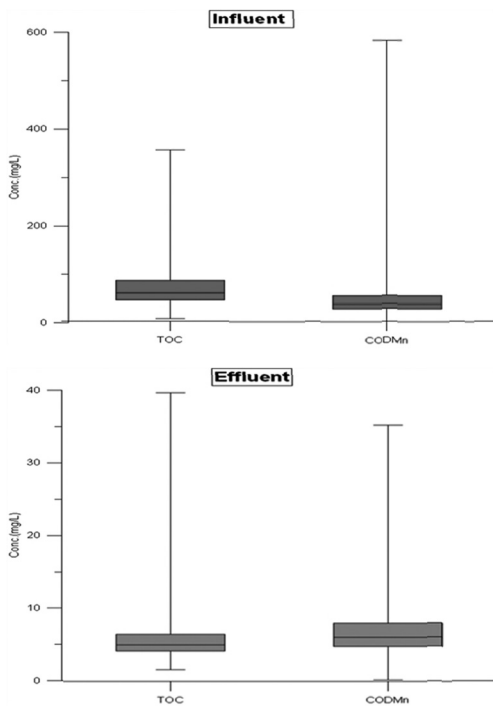 Influent
600
400
200
0
Conc.(mg/L)
TOC
CODMn
Effluent
40
30
20
10
0
Conc.(mg/L)
TOC
CODMn